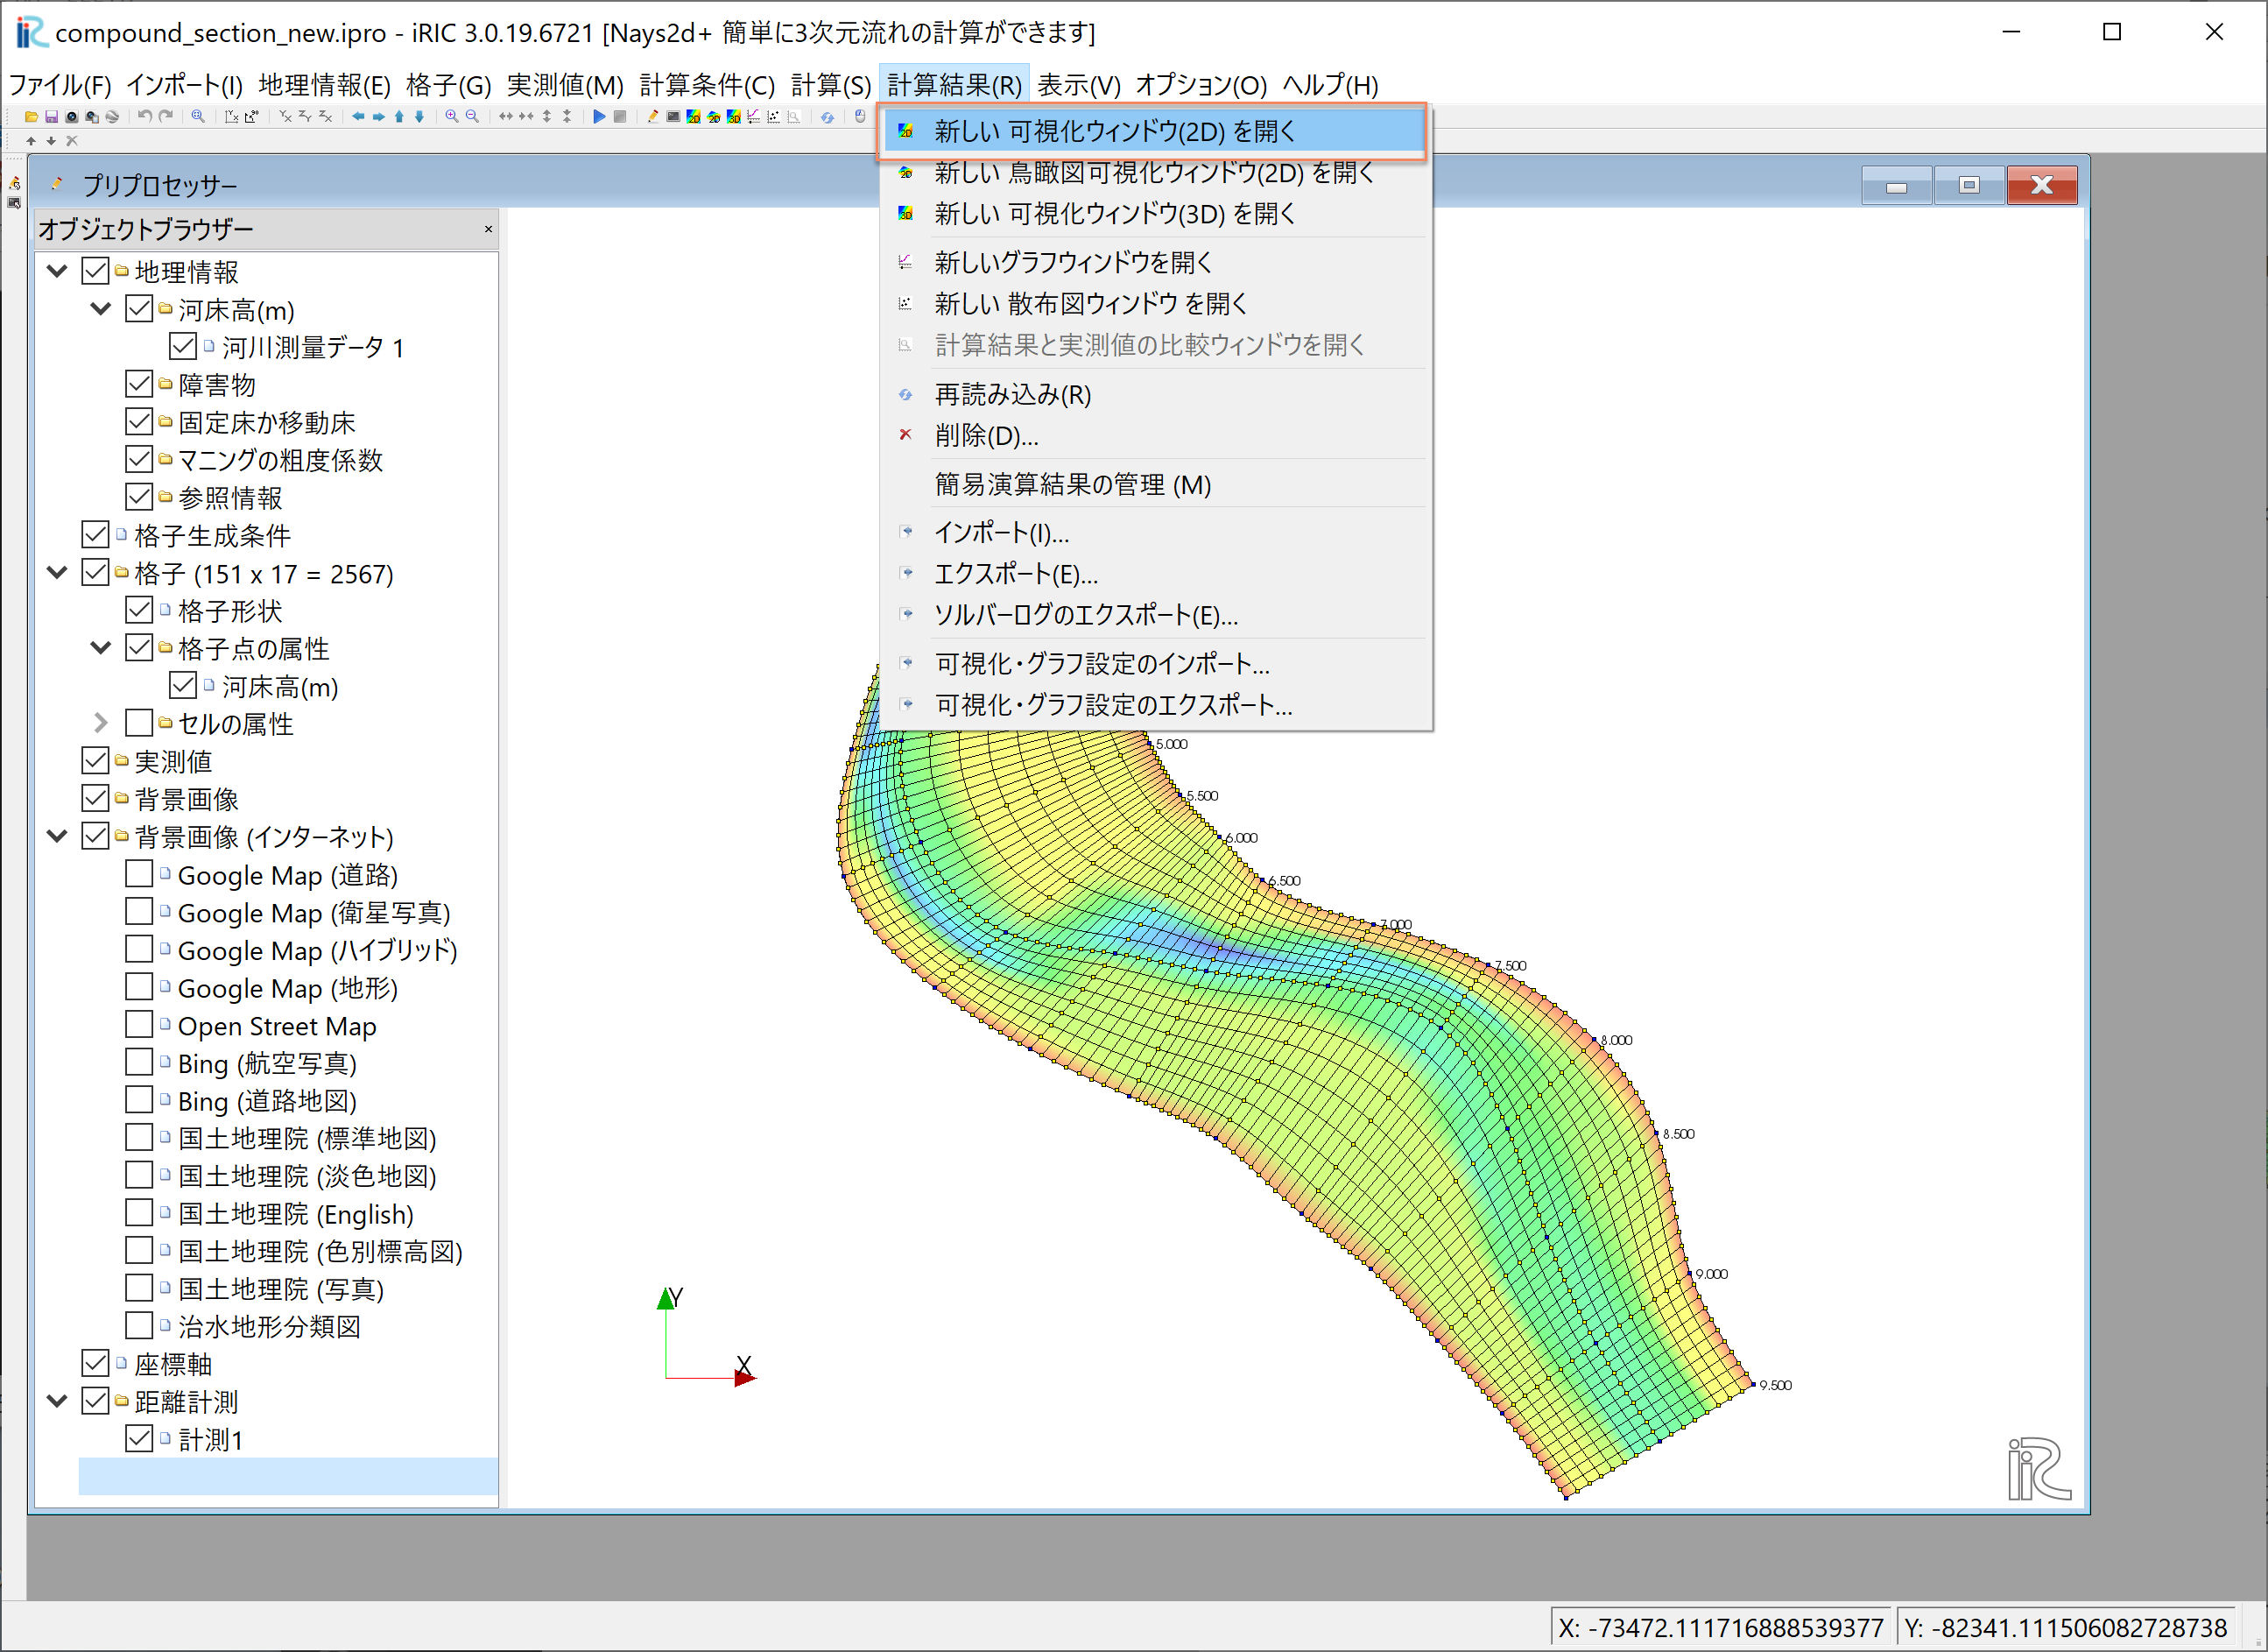 compound_section_new.ipro - iRIC 3.0.19.6721 [Nays2d+ 簡単に3次元流れの計算ができます]
ファイル(F) インポート(I) 地理情報(E) 格子(G) 実測値(M) 計算条件(C) 計算(S) 計算結果(R) 表示(V) オプション(O) ヘルプ(H)
新しい 可視化ウィンドウ(2D) を開く
新しい 鳥瞰図可視化ウィンドウ(2D) を開く
新しい 可視化ウィンドウ(3D) を開く
新しいグラフウィンドウを開く
新しい 散布図ウィンドウ を開く
計算結果と実測値の比較ウィンドウを開く
再読み込み(R)
削除(D)...
簡易演算結果の管理 (M)
インポート(I)...
エクスポート(E)...
ソルバーログのエクスポート(E)...
可視化・グラフ設定のインポート...
可視化・グラフ設定のエクスポート...
プリプロセッサー
オブジェクトブラウザー
地理情報
河床高(m)
河川測量データ 1
障害物
固定床か移動床
マニングの粗度係数
参照情報
格子生成条件
格子 (151 x 17 = 2567)
格子形状
格子点の属性
河床高(m)
セルの属性
実測値
背景画像
背景画像 (インターネット)
Google Map (道路)
Google Map (衛星写真)
Google Map (ハイブリッド)
Google Map (地形)
Open Street Map
Bing (航空写真)
Bing (道路地図)
国土地理院 (標準地図)
国土地理院 (淡色地図)
国土地理院 (English)
国土地理院 (色別標高図)
国土地理院 (写真)
治水地形分類図
座標軸
距離計測
計測1
5.000
5.500
6.000
6.500
7.000
7.500
8.000
8.500
9.000
9.500
Y
X
iRIC
X: -73472.111716888539377
Y: -82341.111506082728738